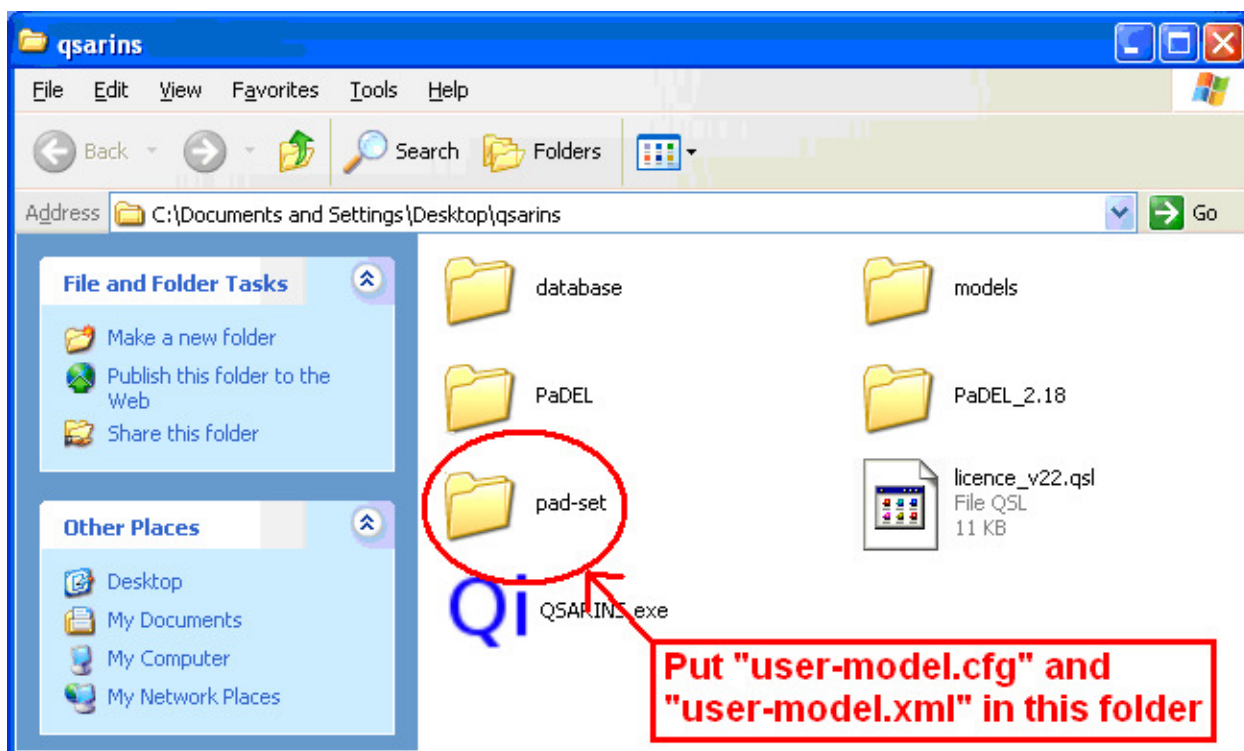 qsarins
File Edit View Favorites Tools Help
Back Search Folders
Address C:\Documents and Settings\Desktop\qsarins Go
File and Folder Tasks
Make a new folder
Publish this folder to the
Web
Share this folder
Other Places
Desktop
My Documents
My Computer
My Network Places
database
models
PaDEL
PaDEL_2.18
pad-set
licence_v22.qsl
File QSL
11 KB
Qi
QSARINS.exe
Put "user-model.cfg" and
"user-model.xml" in this folder